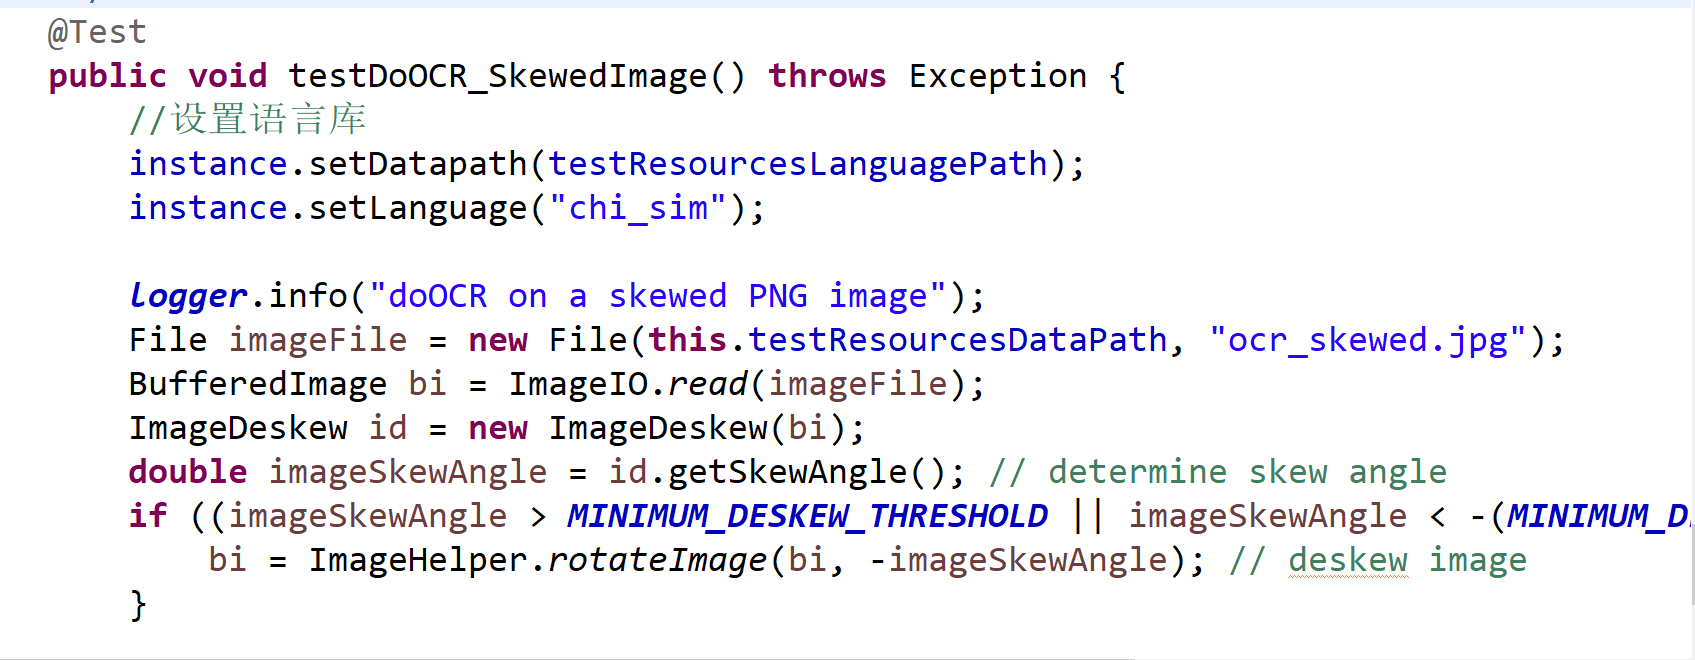 @Test
public void testDoOCR_SkewedImage() throws Exception {
//设置语言库
instance.setDatapath(testResourcesLanguagePath);
instance.setLanguage("chi_sim");
logger.info("doOCR on a skewed PNG image");
File imageFile = new File(this.testResourcesDataPath, "ocr_skewed.jpg");
BufferedImage bi = ImageIO.read(imageFile);
ImageDeskew id = new ImageDeskew(bi);
double imageSkewAngle = id.getSkewAngle(); // determine skew angle
if ((imageSkewAngle > MINIMUM_DESKEW_THRESHOLD || imageSkewAngle < -(MINIMUM_D
bi = ImageHelper.rotateImage(bi, -imageSkewAngle); // deskew image
}